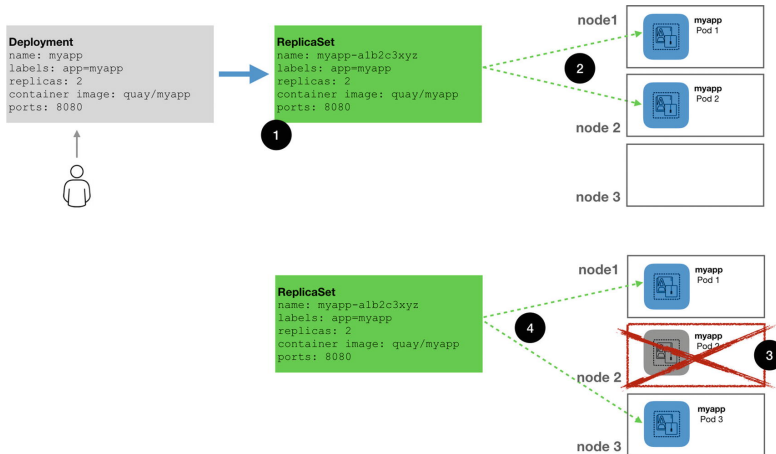 Deployment
name: myapp
labels: app=myapp
replicas: 2
container image: quay/myapp
ports: 8080
ReplicaSet
name: myapp-a1b2c3xyz
labels: app=myapp
replicas: 2
container image: quay/myapp
ports: 8080
1
2
node1
myapp
Pod 1
node 2
myapp
Pod 2
node 3
ReplicaSet
name: myapp-a1b2c3xyz
labels: app=myapp
replicas: 2
container image: quay/myapp
ports: 8080
4
node1
myapp
Pod 1
node 2
myapp
Pod 2
3
node 3
myapp
Pod 3